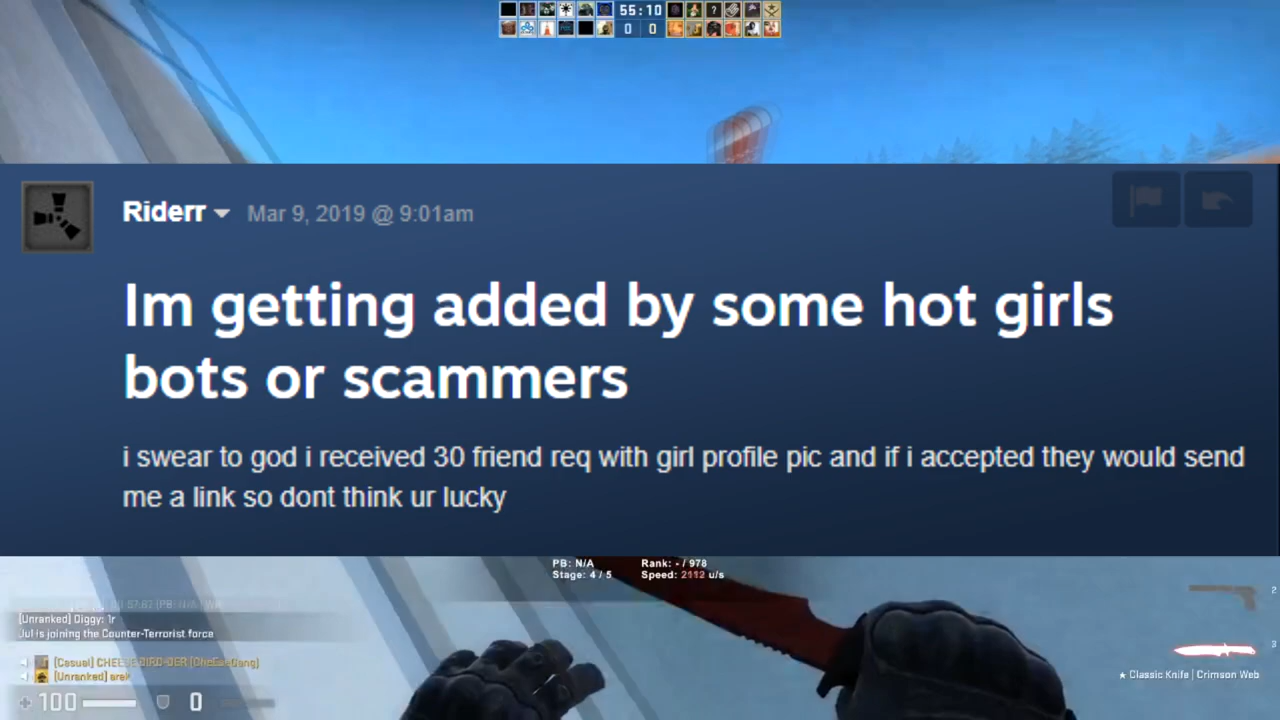 55:10
0 0
Riderr Mar 9, 2019 @ 9:01am
Im getting added by some hot girls
bots or scammers
i swear to god i received 30 friend req with girl profile pic and if i accepted they would send
me a link so dont think ur lucky
PB: N/A Rank: - / 978
Stage: 4 / 5 Speed: 2112 u/s
2
[Unranked] Diggy: 1r
Jul is joining the Counter-Terrorist force
3
[Unranked] arek
★ Classic Knife | Crimson Web
100 0